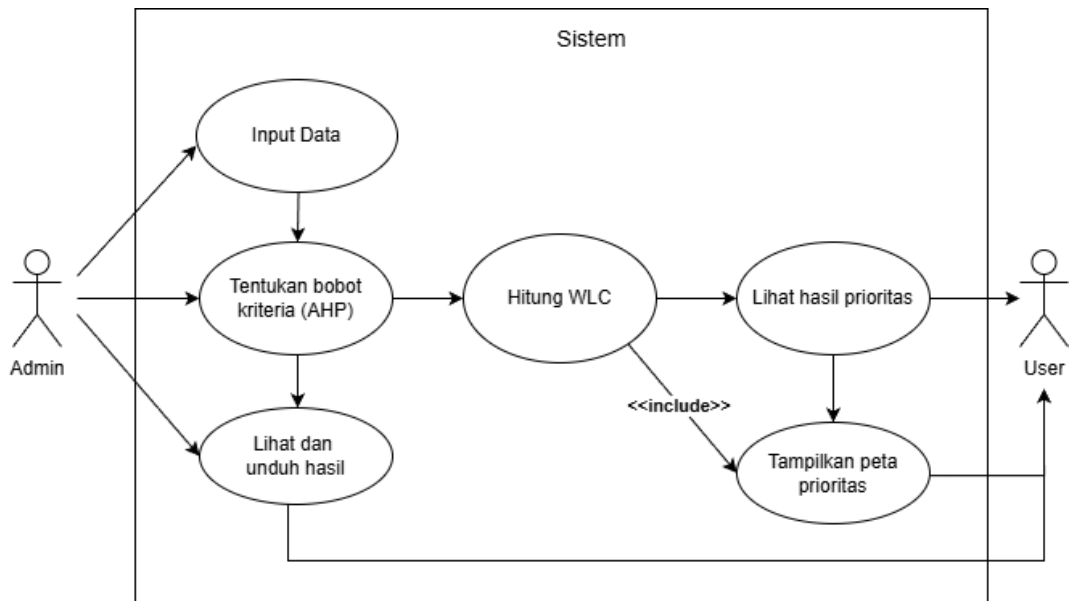 Sistem
Input Data
Admin
Tentukan bobot
kriteria (AHP)
Hitung WLC
Lihat hasil prioritas
User
<<include>>
Lihat dan
unduh hasil
Tampilkan peta
prioritas